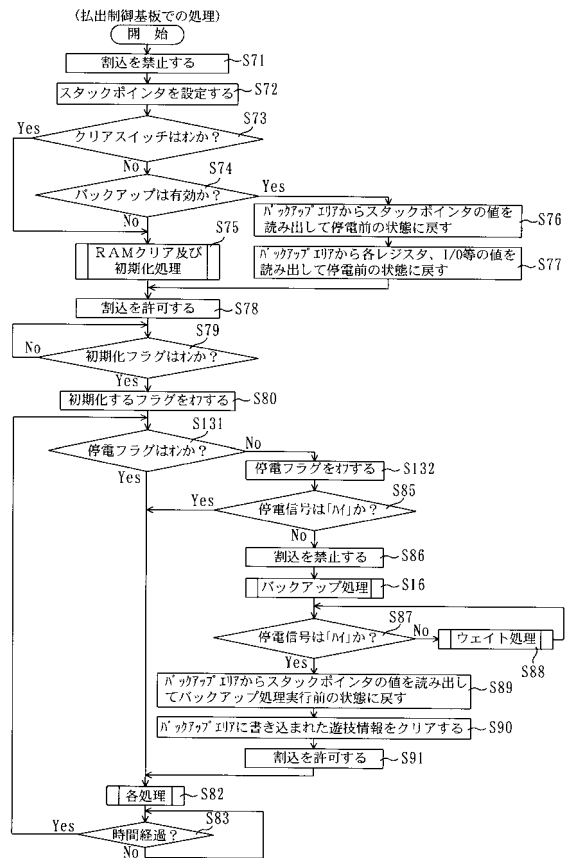 (払出制御基板での処理)
開 始
割込を禁止する
S71
スタックポインタを設定する
S72
クリアスイッチはｵﾝか？
S73
Yes
No
バックアップは有効か？
S74
Yes
No
RAMクリア及び
初期化処理
S75
ﾊﾞｯｸｱｯﾌﾟｴﾘｱからスタックポインタの値を
読み出して停電前の状態に戻す
S76
ﾊﾞｯｸｱｯﾌﾟｴﾘｱから各レジスタ、I/O等の値を
読み出して停電前の状態に戻す
S77
割込を許可する
S78
初期化フラグはｵﾝか？
S79
No
Yes
初期化するフラグをｵﾌする
S80
停電フラグはｵﾝか？
S131
No
Yes
停電フラグをｵﾌする
S132
停電信号は「ﾊｲ」か？
S85
Yes
No
割込を禁止する
S86
バックアップ処理
S16
停電信号は「ﾊｲ」か？
S87
No
Yes
ウェイト処理
S88
ﾊﾞｯｸｱｯﾌﾟｴﾘｱからスタックポインタの値を読み出し
てバックアップ処理実行前の状態に戻す
S89
ﾊﾞｯｸｱｯﾌﾟｴﾘｱに書き込まれた遊技情報をクリアする
S90
割込を許可する
S91
各処理
S82
時間経過？
S83
Yes
No